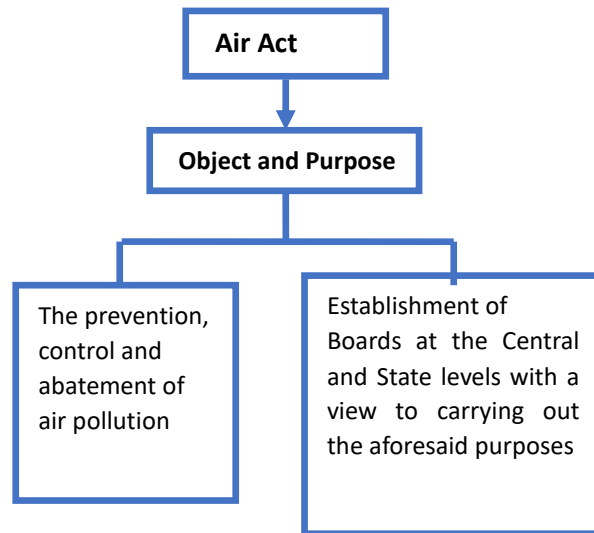 Air Act
Object and Purpose
The prevention,
control and
abatement of
air pollution
Establishment of
Boards at the Central
and State levels with a
view to carrying out
the aforesaid purposes